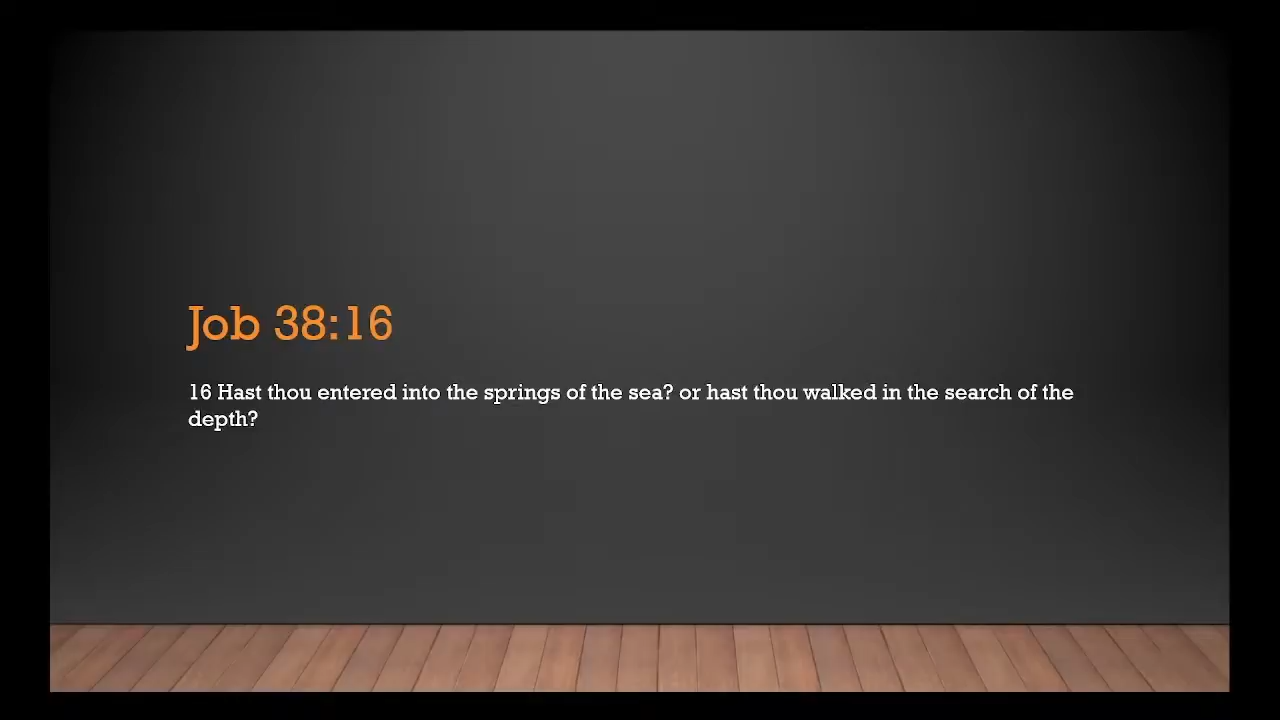 Job 38:16
16 Hast thou entered into the springs of the sea? or hast thou walked in the search of the
depth?